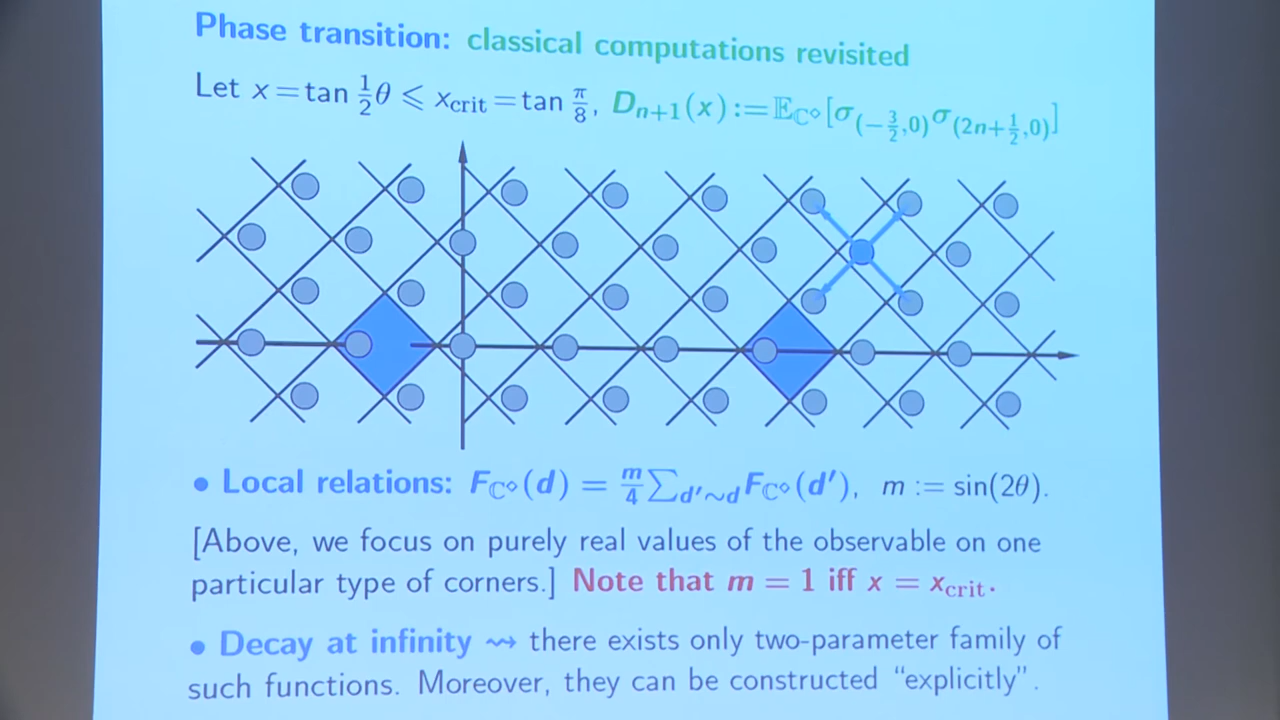 Phase transition: classical computations revisited
Let x = tan ½θ ⩽ x_crit = tan π/8, D_{n+1}(x) := 𝔼_{ℂ^⋄}[σ_{(−3/2,0)}σ_{(2n+1/2,0)}]
• Local relations: F_{ℂ^⋄}(d) = m/4 ∑_{d′∼d} F_{ℂ^⋄}(d′), m := sin(2θ).
[Above, we focus on purely real values of the observable on one
particular type of corners.] Note that m = 1 iff x = x_crit.
• Decay at infinity ⇝ there exists only two-parameter family of
such functions. Moreover, they can be constructed “explicitly”.